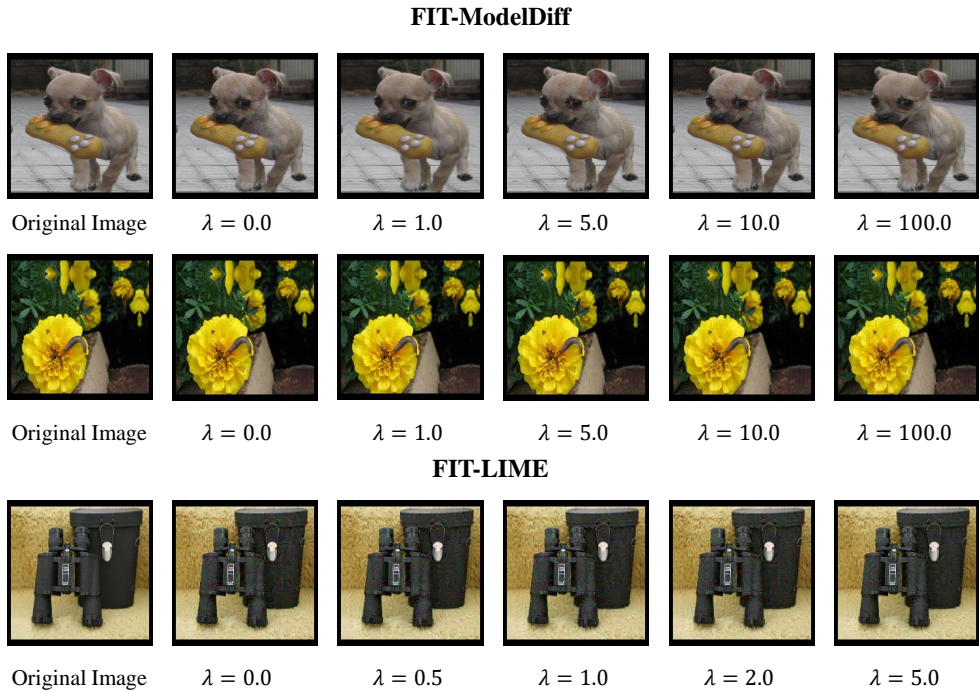 FIT-ModelDiff
Original Image λ = 0.0 λ = 1.0 λ = 5.0 λ = 10.0 λ = 100.0
Original Image λ = 0.0 λ = 1.0 λ = 5.0 λ = 10.0 λ = 100.0
FIT-LIME
Original Image λ = 0.0 λ = 0.5 λ = 1.0 λ = 2.0 λ = 5.0